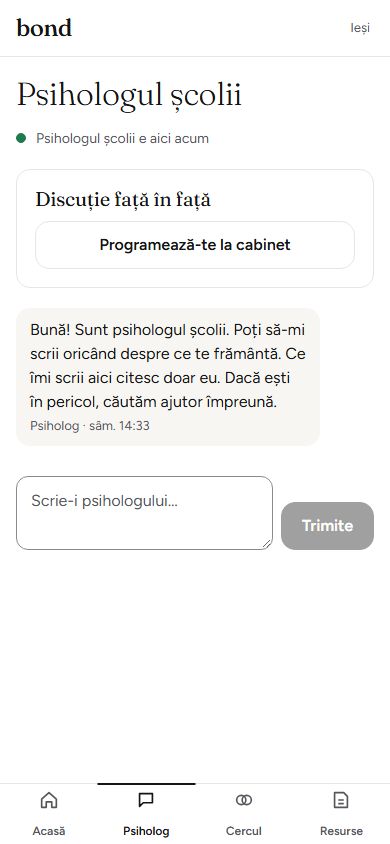 bond
Ieși
Psihologul școlii
Psihologul școlii e aici acum
Discuție față în față
Programează-te la cabinet
Bună! Sunt psihologul școlii. Poți să-mi
scrii oricând despre ce te frământă. Ce
îmi scrii aici citesc doar eu. Dacă ești
în pericol, căutăm ajutor împreună.
Psiholog · sâm. 14:33
Scrie-i psihologului...
Trimite
Acasă
Psiholog
Cercul
Resurse